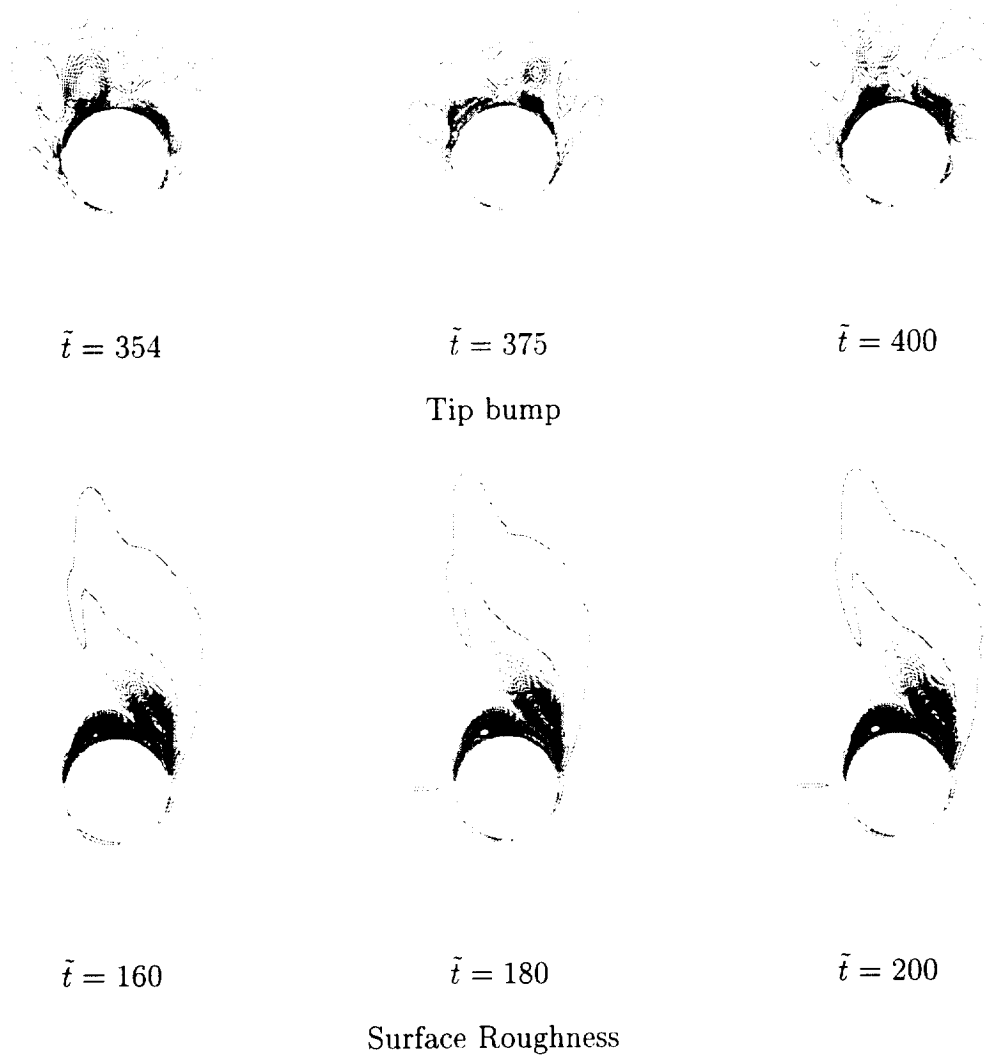 t̃ = 354
t̃ = 375
t̃ = 400
Tip bump
t̃ = 160
t̃ = 180
t̃ = 200
Surface Roughness